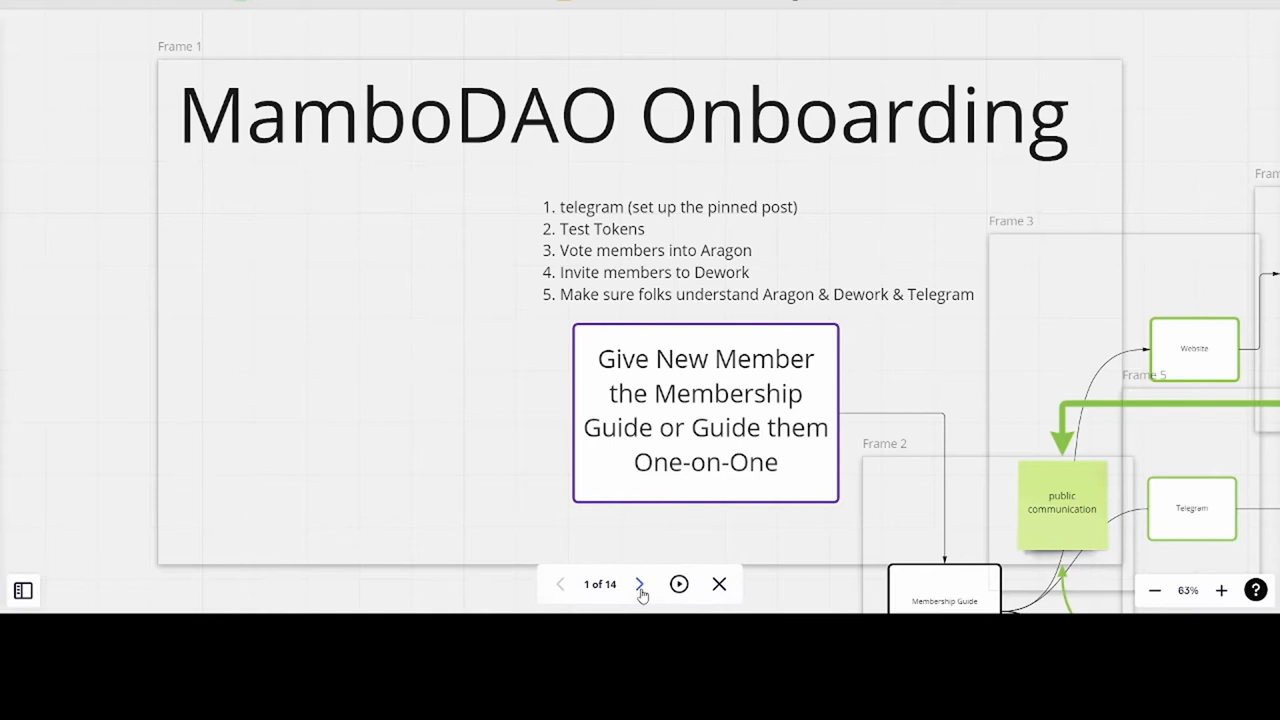 Frame 1
MamboDAO Onboarding
Fram
1. telegram (set up the pinned post)
2. Test Tokens
3. Vote members into Aragon
4. Invite members to Dework
5. Make sure folks understand Aragon & Dework & Telegram
Frame 3
Give New Member
the Membership
Guide or Guide them
One-on-One
Website
Frame 5
Frame 2
public
communication
Telegram
Membership Guide
1 of 14
63%
?